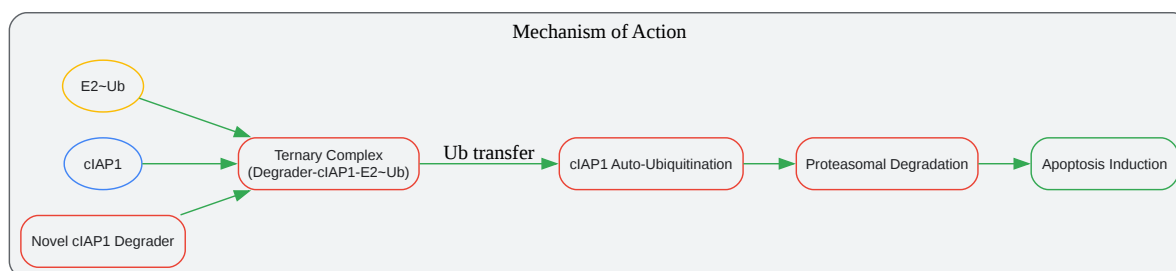 Mechanism of Action
E2~Ub
cIAP1
Novel cIAP1 Degrader
Ternary Complex
(Degrader-cIAP1-E2~Ub)
Ub transfer
cIAP1 Auto-Ubiquitination
Proteasomal Degradation
Apoptosis Induction